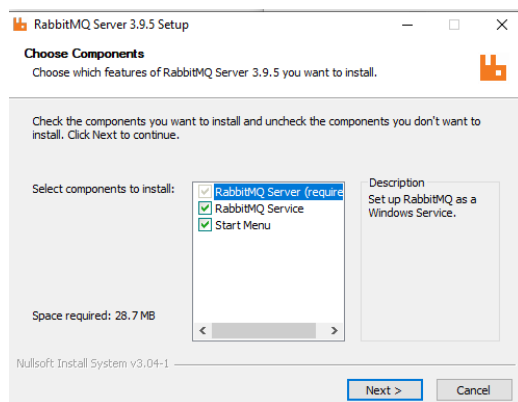 RabbitMQ Server 3.9.5 Setup
Choose Components
Choose which features of RabbitMQ Server 3.9.5 you want to install.
Check the components you want to install and uncheck the components you don't want to
install. Click Next to continue.
Select components to install:
RabbitMQ Server (require
RabbitMQ Service
Start Menu
Description
Set up RabbitMQ as a
Windows Service.
Space required: 28.7 MB
Nullsoft Install System v3.04-1
Next >
Cancel